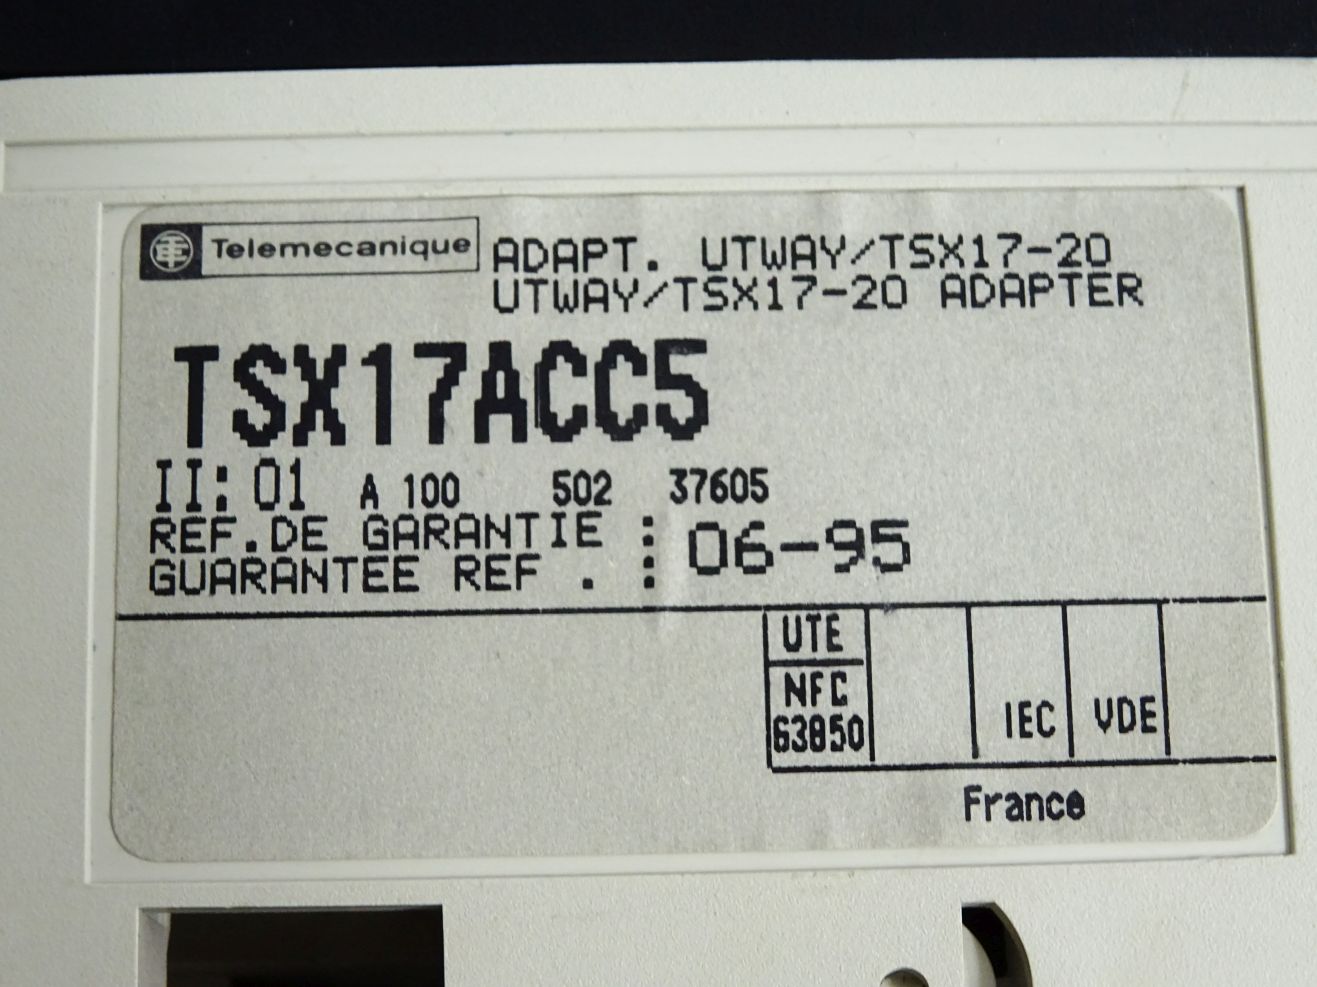 Telemecanique
ADAPT. UTWAY/TSX17-20
UTWAY/TSX17-20 ADAPTER
TSX17ACC5
II: 01 A 100 502 37605
REF.DE GARANTIE :
GUARANTEE REF . : 06-95
UTE
NFC
63850
IEC
VDE
France